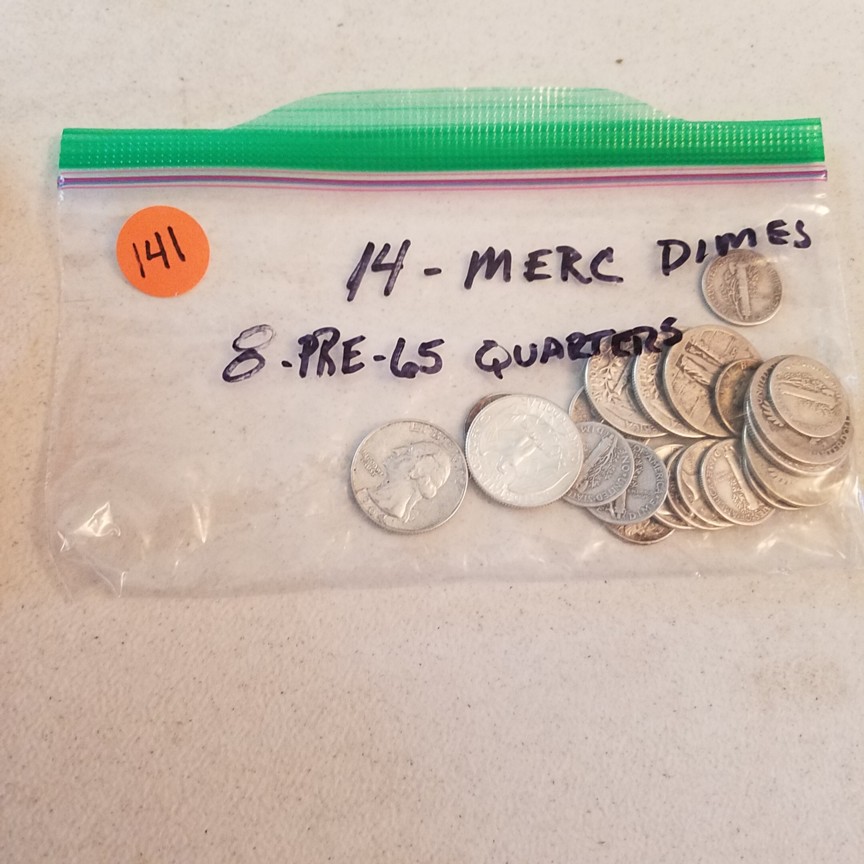 141
14 - MERC DIMES
8 - PRE-65 QUARTERS